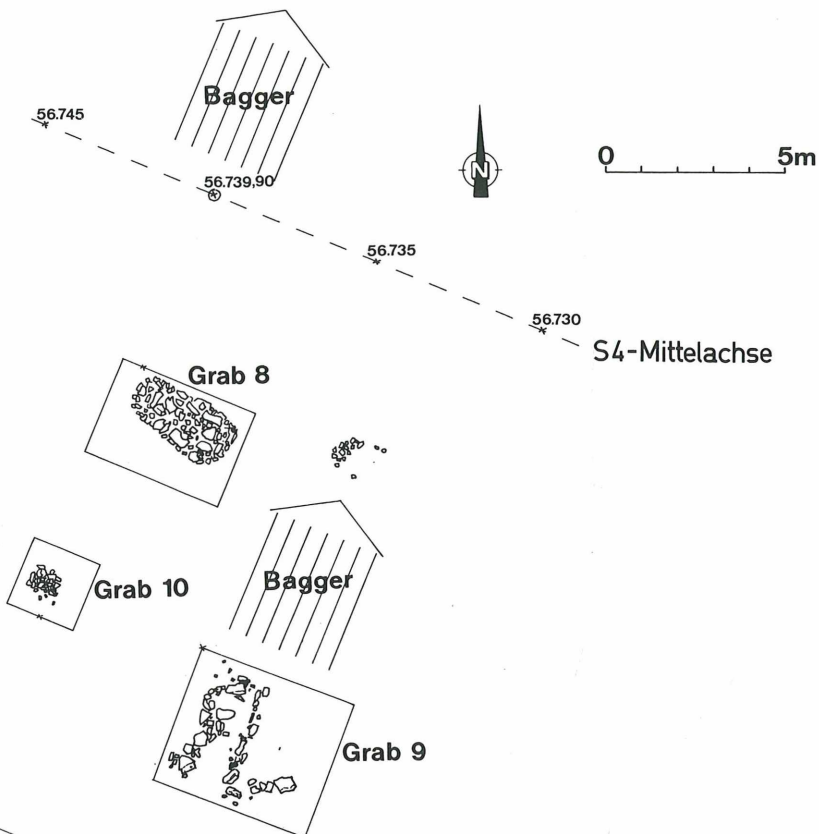 Bagger
56.745
56.739,90
N
0 5m
56.735
56.730
S4-Mittelachse
Grab 8
Grab 10
Bagger
Grab 9